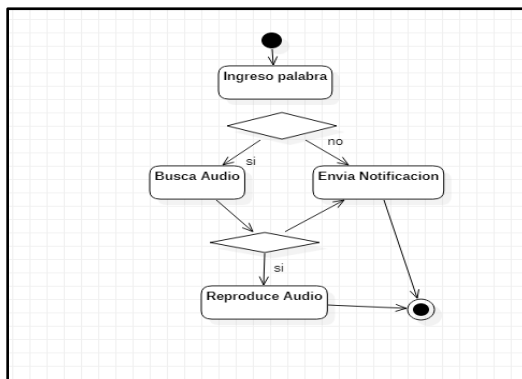 Ingreso palabra
si
no
Busca Audio
Envia Notificacion
si
Reproduce Audio